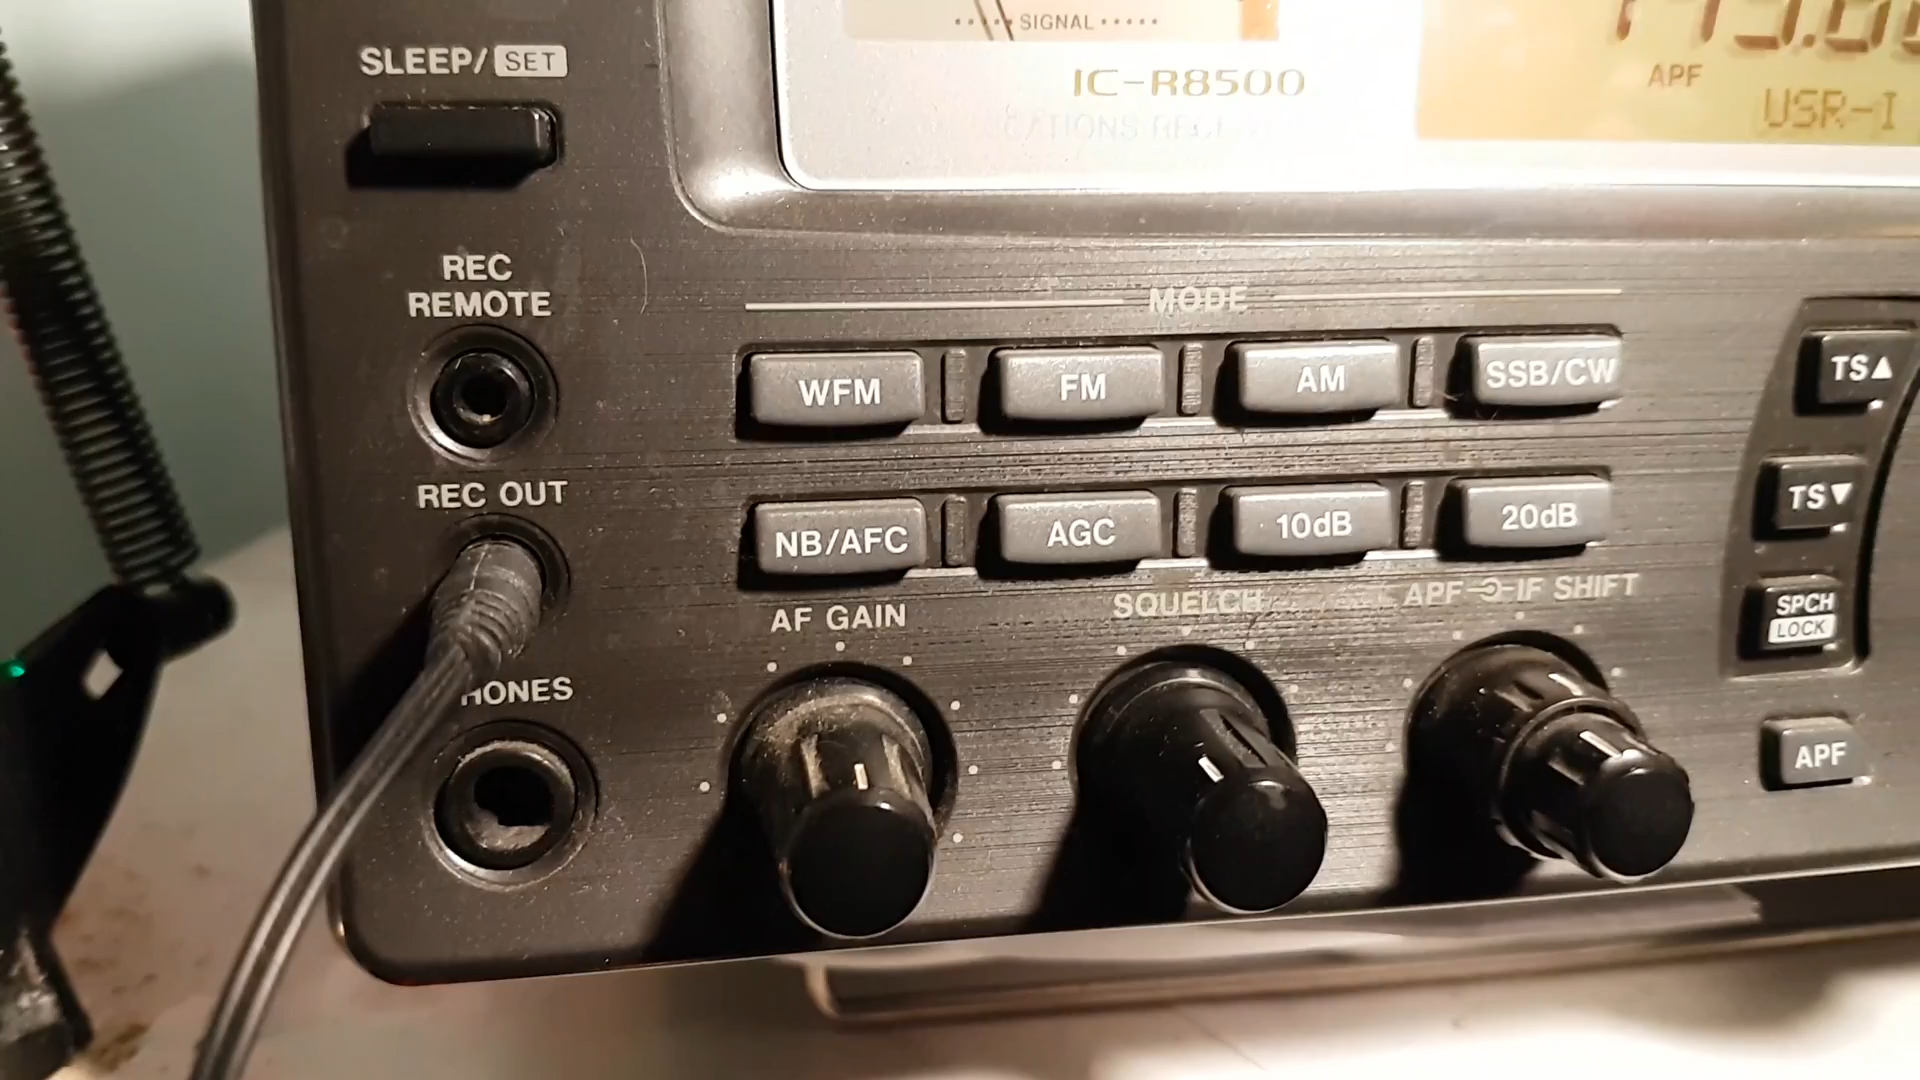 SLEEP/SET
SIGNAL
IC-R8500
APF
USR-I
REC
REMOTE
MODE
WFM
FM
AM
SSB/CW
TS▲
REC OUT
NB/AFC
AGC
10dB
20dB
TS▼
AF GAIN
SQUELCH
APF
IF SHIFT
SPCH
LOCK
HONES
APF